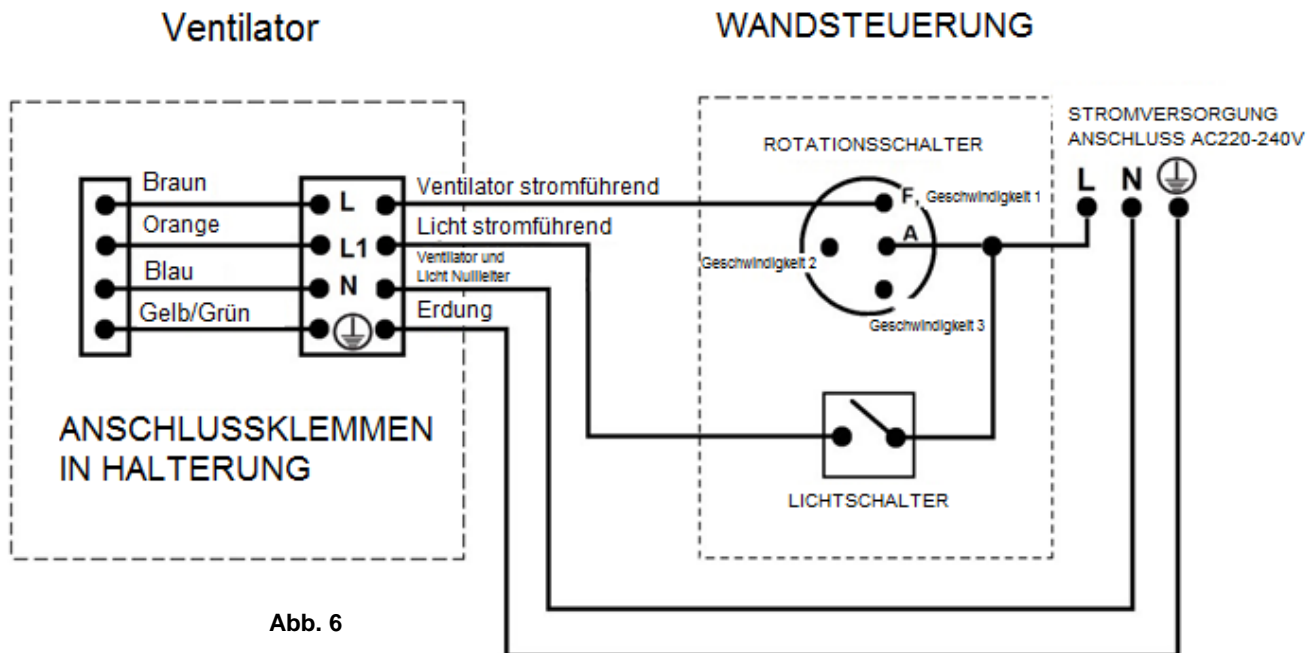 Ventilator
WANDSTEUERUNG
STROMVERSORGUNG
ANSCHLUSS AC220-240V
L N
ROTATIONSSCHALTER
F, Geschwindigkeit 1
A
Geschwindigkeit 2
Geschwindigkeit 3
Braun
L
Ventilator stromführend
Orange
L1
Licht stromführend
Ventilator und
Licht Nullleiter
Blau
N
Gelb/Grün
Erdung
ANSCHLUSSKLEMMEN
IN HALTERUNG
LICHTSCHALTER
Abb. 6